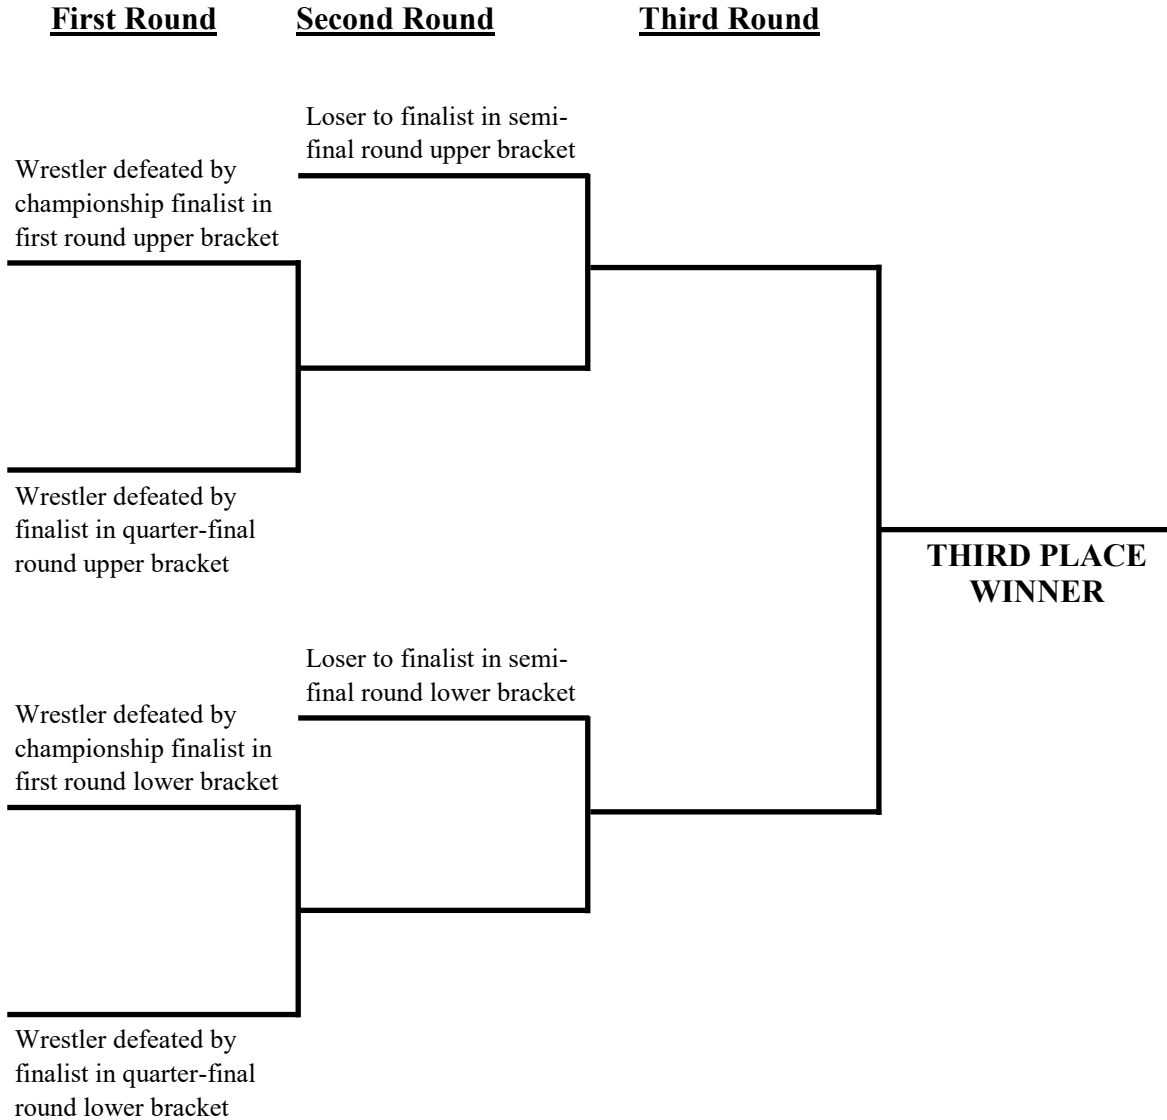 First Round Second Round Third Round
Loser to finalist in semi-
final round upper bracket
Wrestler defeated by
championship finalist in
first round upper bracket
Wrestler defeated by
finalist in quarter-final
round upper bracket
THIRD PLACE
WINNER
Loser to finalist in semi-
final round lower bracket
Wrestler defeated by
championship finalist in
first round lower bracket
Wrestler defeated by
finalist in quarter-final
round lower bracket